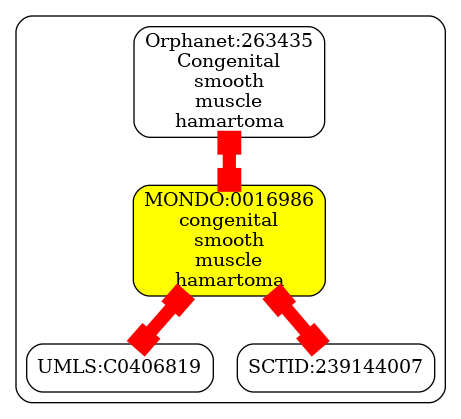 Orphanet:263435
Congenital
smooth
muscle
hamartoma
MONDO:0016986
congenital
smooth
muscle
hamartoma
UMLS:C0406819
SCTID:239144007